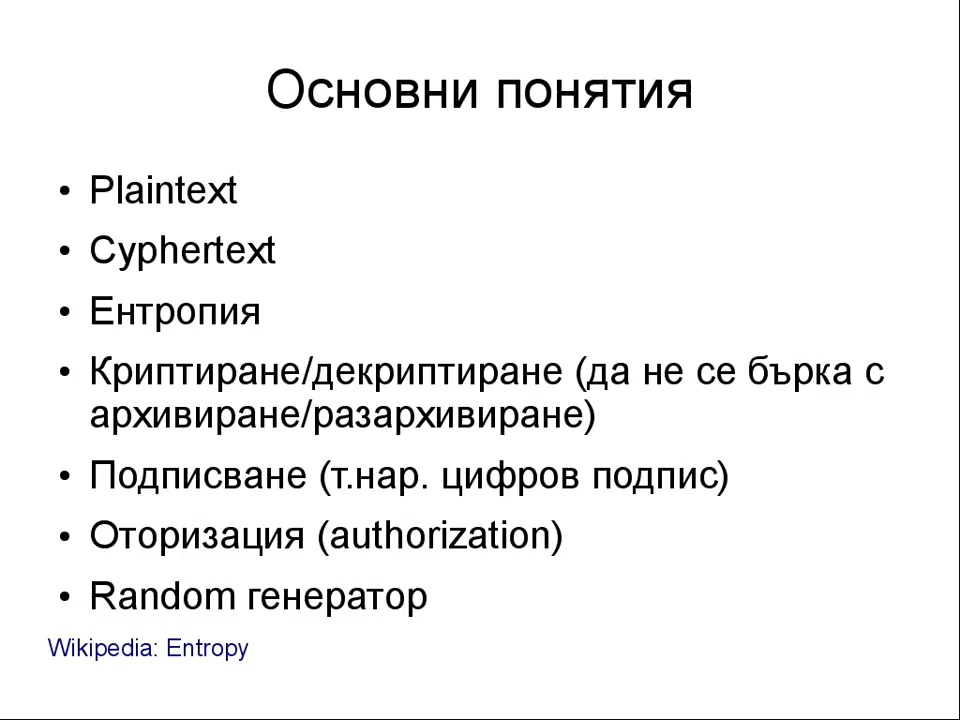 Основни понятия
• Plaintext
• Cyphertext
• Ентропия
• Криптиране/декриптиране (да не се бърка с
архивиране/разархивиране)
• Подписване (т.нар. цифров подпис)
• Оторизация (authorization)
• Random генератор
Wikipedia: Entropy